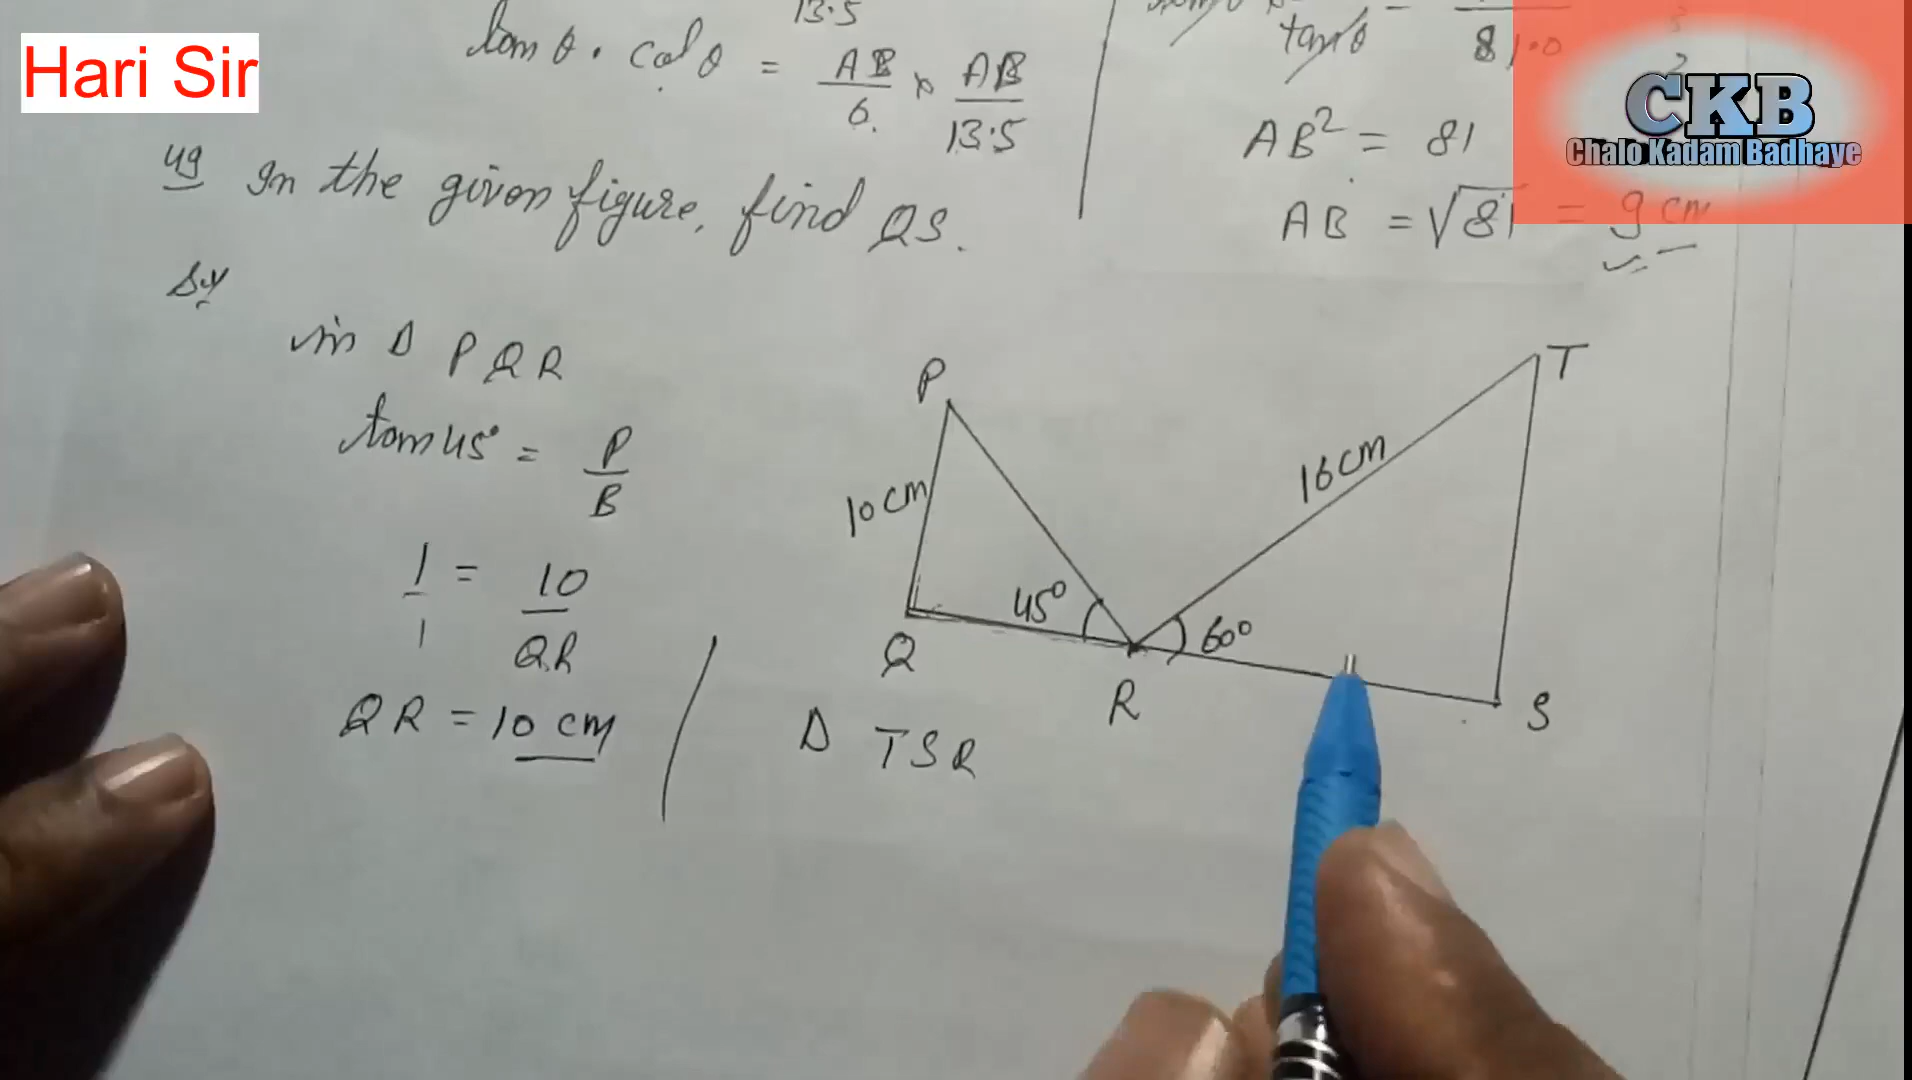 Hari Sir
CKB
Chalo Kadam Badhaye
13.5
tan θ . cot θ = AB/6. × AB/13.5
tan θ
81.0
AB² = 81
AB = √81 = 9 cm
49 In the given figure, find QS.
in Δ PQR
tan 45° = P/B
1/1 = 10/QR
QR = 10 cm
Δ TSR
P
T
10 cm
16 cm
45°
60°
Q
R
S